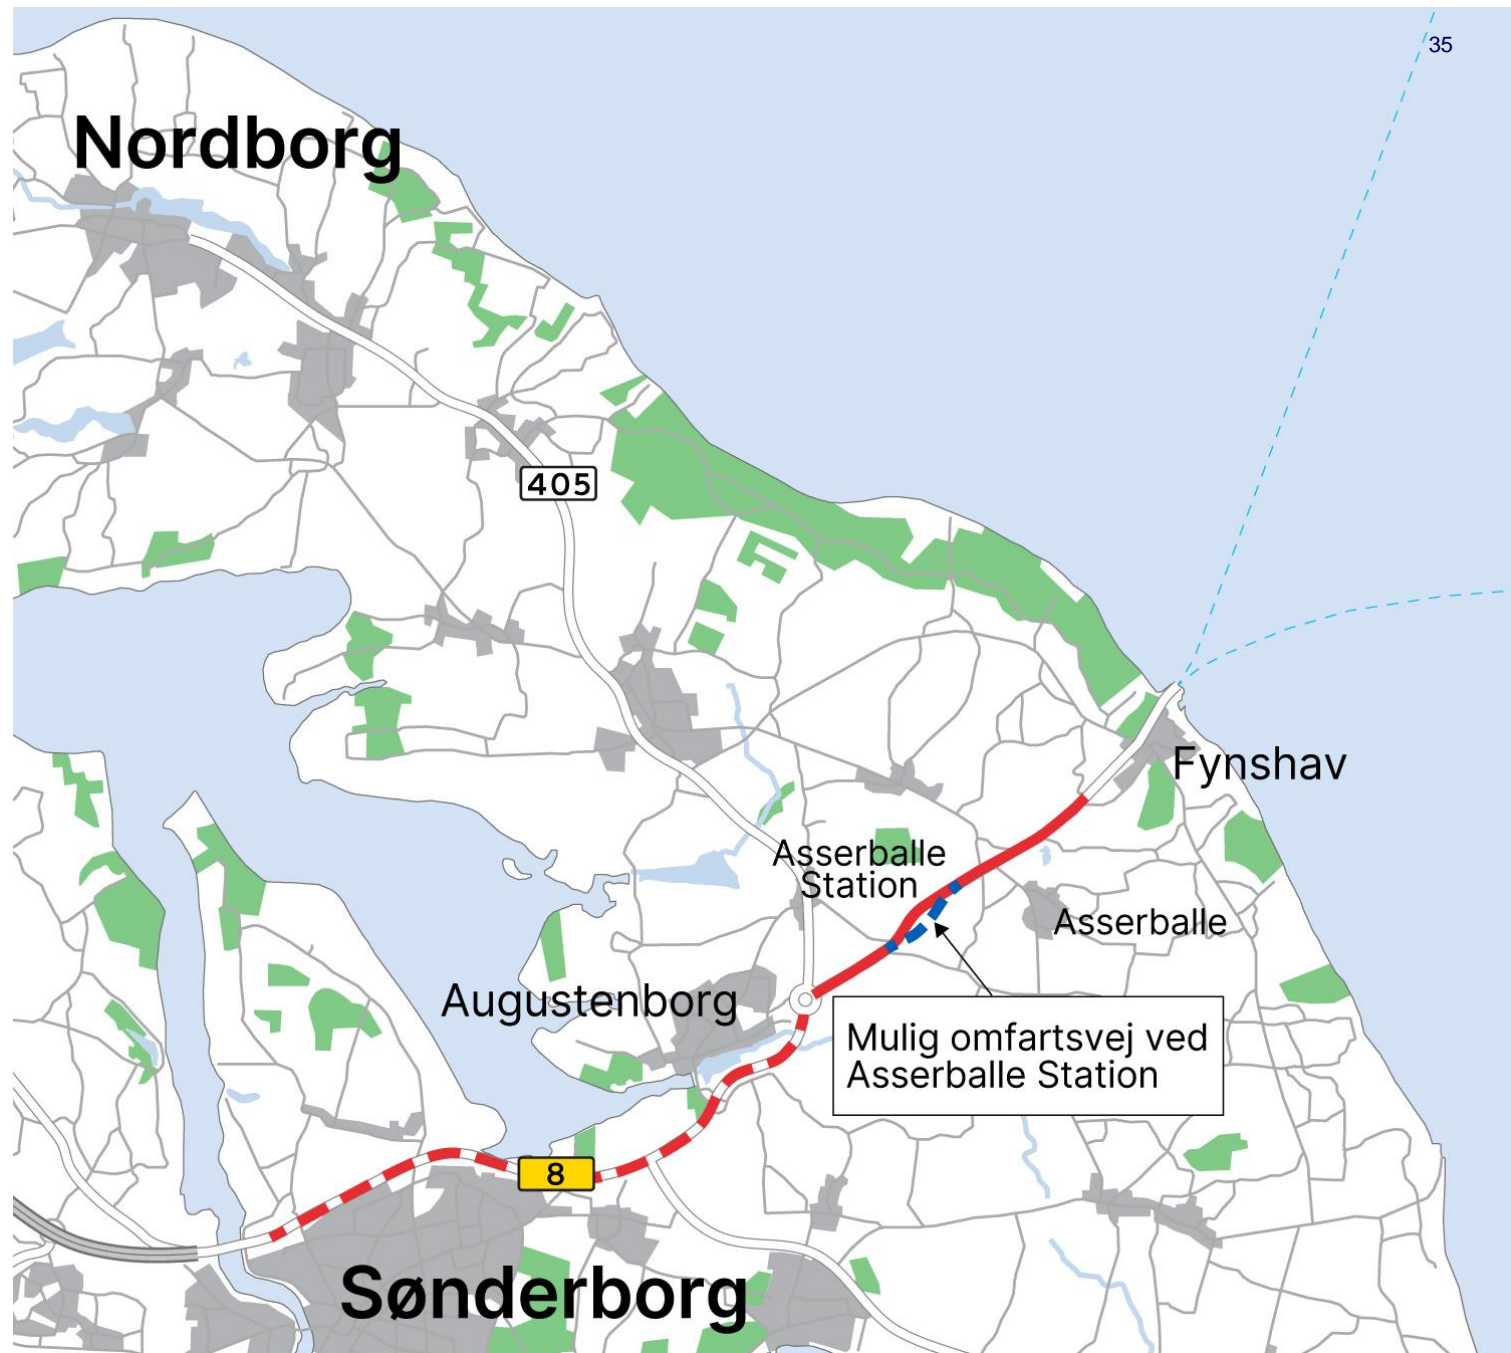 35
Nordborg
405
Fynshav
Asserballe
Station
Asserballe
Augustenborg
Mulig omfartsvej ved
Asserballe Station
8
Sønderborg